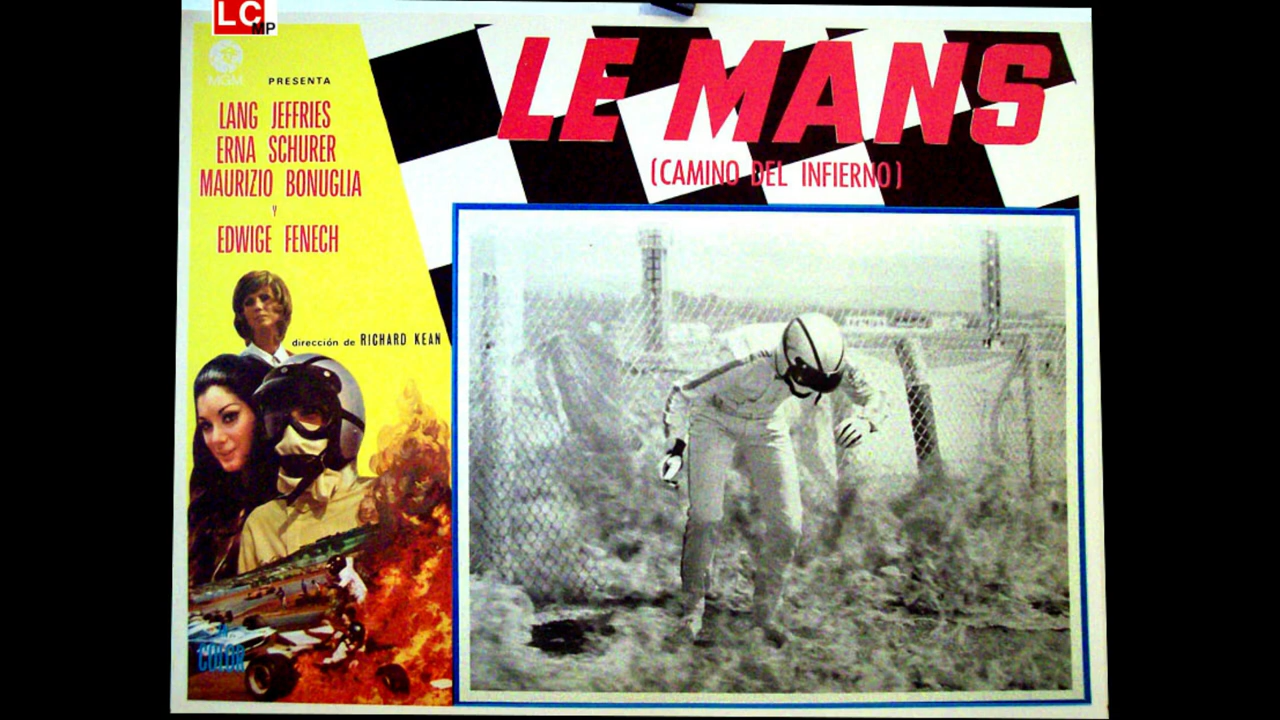 LC
MP
MGM
PRESENTA
LANG JEFFRIES
ERNA SCHURER
MAURIZIO BONUGLIA
Y
EDWIGE FENECH
dirección de RICHARD KEAN
COLOR
LE MANS
(CAMINO DEL INFIERNO)